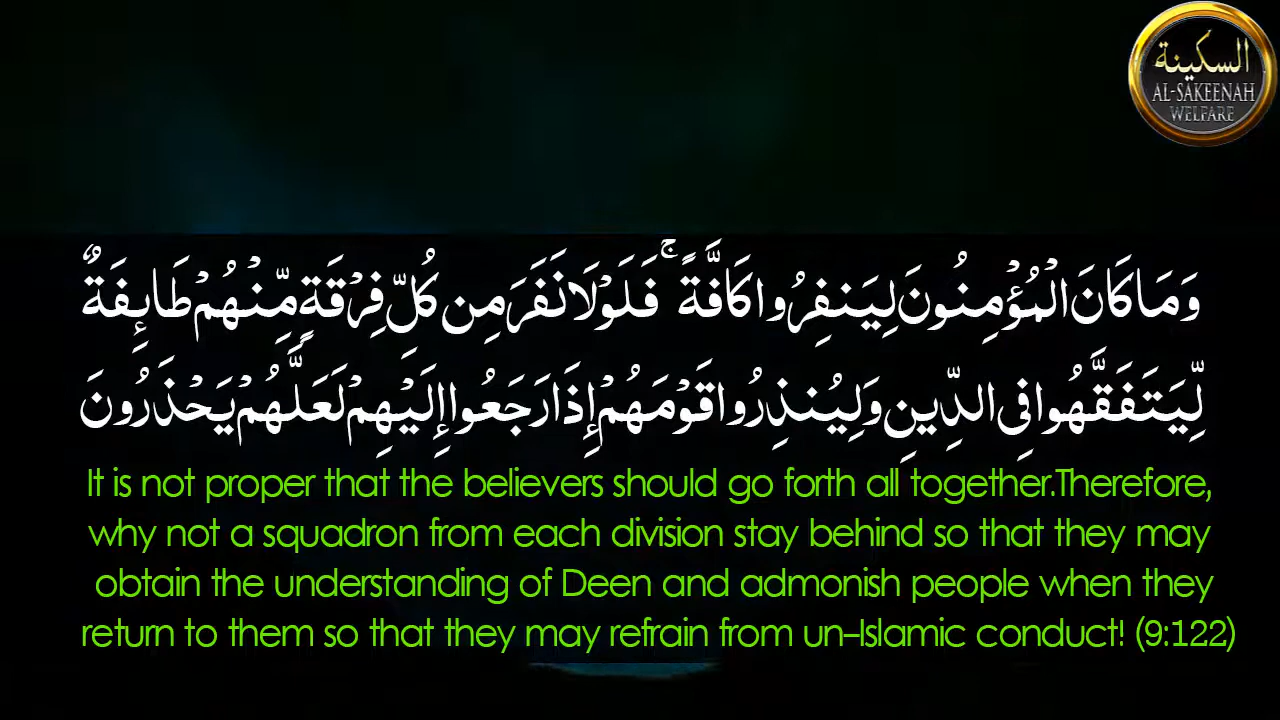 السكينة
AL-SAKEENAH
WELFARE
وَمَا كَانَ الْمُؤْمِنُونَ لِيَنفِرُوا كَافَّةً ۚ فَلَوْلَا نَفَرَ مِن كُلِّ فِرْقَةٍ مِّنْهُمْ طَائِفَةٌ
لِّيَتَفَقَّهُوا فِي الدِّينِ وَلِيُنذِرُوا قَوْمَهُمْ إِذَا رَجَعُوا إِلَيْهِمْ لَعَلَّهُمْ يَحْذَرُونَ
It is not proper that the believers should go forth all together.Therefore,
why not a squadron from each division stay behind so that they may
obtain the understanding of Deen and admonish people when they
return to them so that they may refrain from un-Islamic conduct! (9:122)